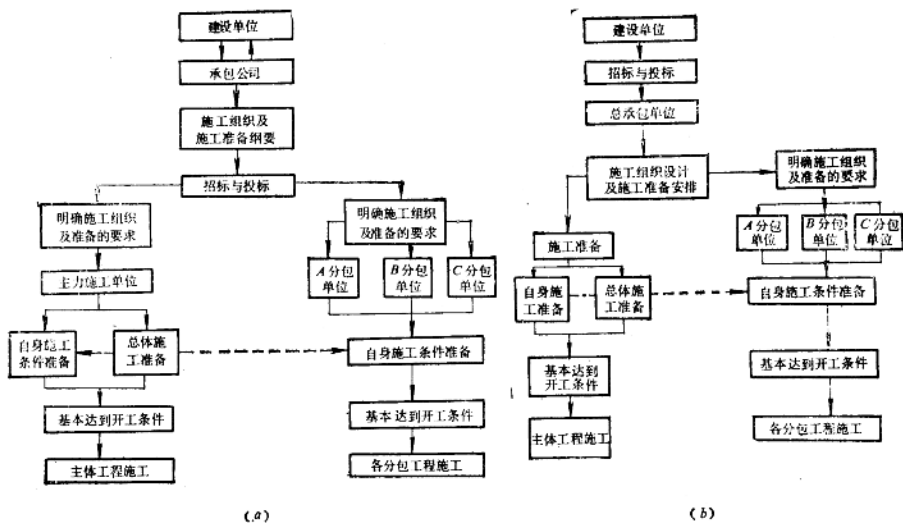 建设单位
承包公司
施工组织及
施工准备纲要
招标与投标
明确施工组织
及准备的要求
主力施工单位
自身施工
条件准备
总体施
工准备
基本达到开工条件
主体工程施工
明确施工组织
及准备的要求
A分包
单位
B分包
单位
C分包
单位
自身施工条件准备
基本达到开工条件
各分包工程施工
(a)
建设单位
招标与投标
总承包单位
施工组织设计
及施工准备安排
施工准备
自身施
工准备
总体施
工准备
基本达到
开工条件
主体工程施工
明确施工组织
及准备的要求
A分包
单位
B分包
单位
C分包
单位
自身施工条件准备
基本达到开工条件
各分包工程施工
(b)